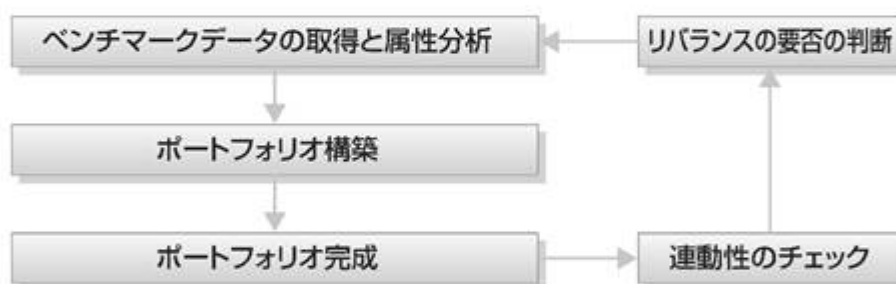 ベンチマークデータの取得と属性分析
リバランスの要否の判断
ポートフォリオ構築
ポートフォリオ完成
連動性のチェック